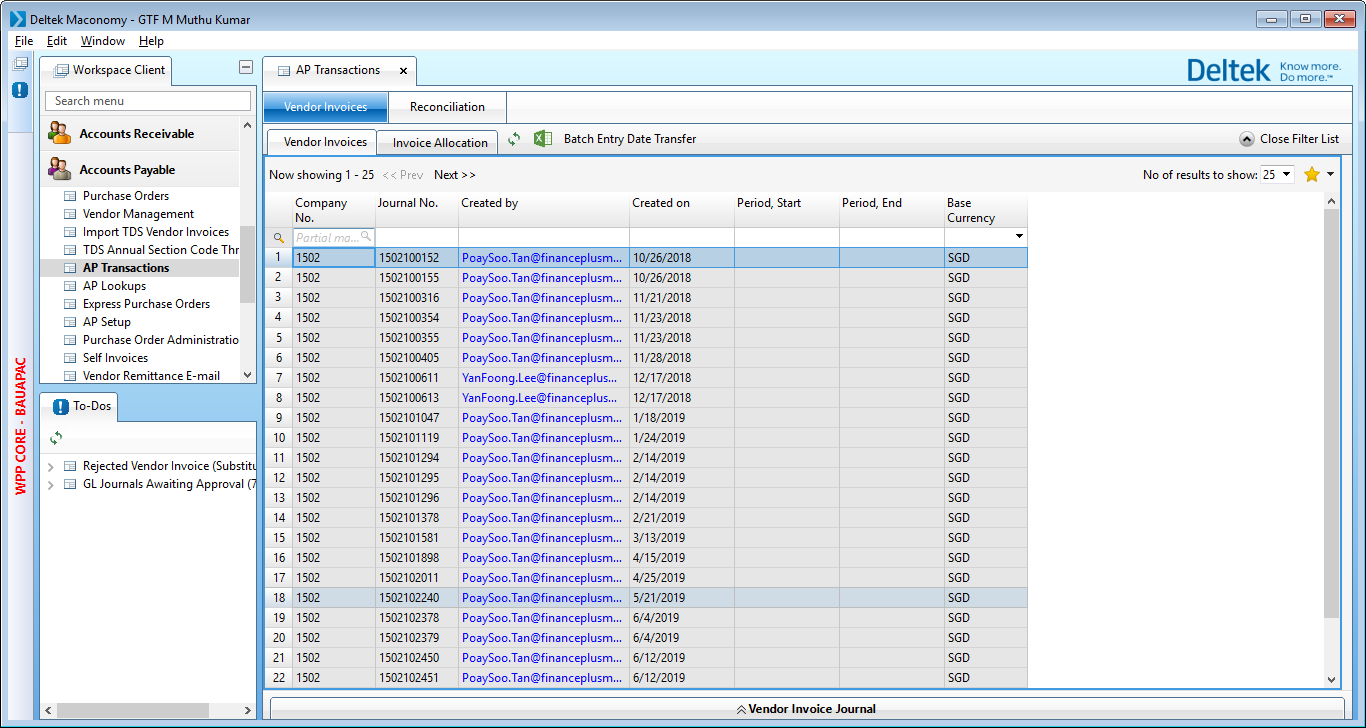 Deltek Maconomy - GTF M Muthu Kumar
File Edit Window Help
Workspace Client
Search menu
Accounts Receivable
Accounts Payable
Purchase Orders
Vendor Management
Import TDS Vendor Invoices
TDS Annual Section Code Thr
AP Transactions
AP Lookups
Express Purchase Orders
AP Setup
Purchase Order Administratio
Self Invoices
Vendor Remittance E-mail
To-Dos
Rejected Vendor Invoice (Substitu
GL Journals Awaiting Approval (7
WPP CORE - BAUAPAC
AP Transactions
Deltek Know more.
Do more.™
Vendor Invoices Reconciliation
Vendor Invoices Invoice Allocation Batch Entry Date Transfer Close Filter List
Now showing 1 - 25 << Prev Next >> No of results to show: 25
Company No. Journal No. Created by Created on Period, Start Period, End Base Currency
Partial ma...
1 1502 1502100152 PoaySoo.Tan@financeplusm... 10/26/2018 SGD
2 1502 1502100155 PoaySoo.Tan@financeplusm... 10/26/2018 SGD
3 1502 1502100316 PoaySoo.Tan@financeplusm... 11/21/2018 SGD
4 1502 1502100354 PoaySoo.Tan@financeplusm... 11/23/2018 SGD
5 1502 1502100355 PoaySoo.Tan@financeplusm... 11/23/2018 SGD
6 1502 1502100405 PoaySoo.Tan@financeplusm... 11/28/2018 SGD
7 1502 1502100611 YanFoong.Lee@financeplus... 12/17/2018 SGD
8 1502 1502100613 YanFoong.Lee@financeplus... 12/17/2018 SGD
9 1502 1502101047 PoaySoo.Tan@financeplusm... 1/18/2019 SGD
10 1502 1502101119 PoaySoo.Tan@financeplusm... 1/24/2019 SGD
11 1502 1502101294 PoaySoo.Tan@financeplusm... 2/14/2019 SGD
12 1502 1502101295 PoaySoo.Tan@financeplusm... 2/14/2019 SGD
13 1502 1502101296 PoaySoo.Tan@financeplusm... 2/14/2019 SGD
14 1502 1502101378 PoaySoo.Tan@financeplusm... 2/21/2019 SGD
15 1502 1502101581 PoaySoo.Tan@financeplusm... 3/13/2019 SGD
16 1502 1502101898 PoaySoo.Tan@financeplusm... 4/15/2019 SGD
17 1502 1502102011 PoaySoo.Tan@financeplusm... 4/25/2019 SGD
18 1502 1502102240 PoaySoo.Tan@financeplusm... 5/21/2019 SGD
19 1502 1502102378 PoaySoo.Tan@financeplusm... 6/4/2019 SGD
20 1502 1502102379 PoaySoo.Tan@financeplusm... 6/4/2019 SGD
21 1502 1502102450 PoaySoo.Tan@financeplusm... 6/12/2019 SGD
22 1502 1502102451 PoaySoo.Tan@financeplusm... 6/12/2019 SGD
Vendor Invoice Journal